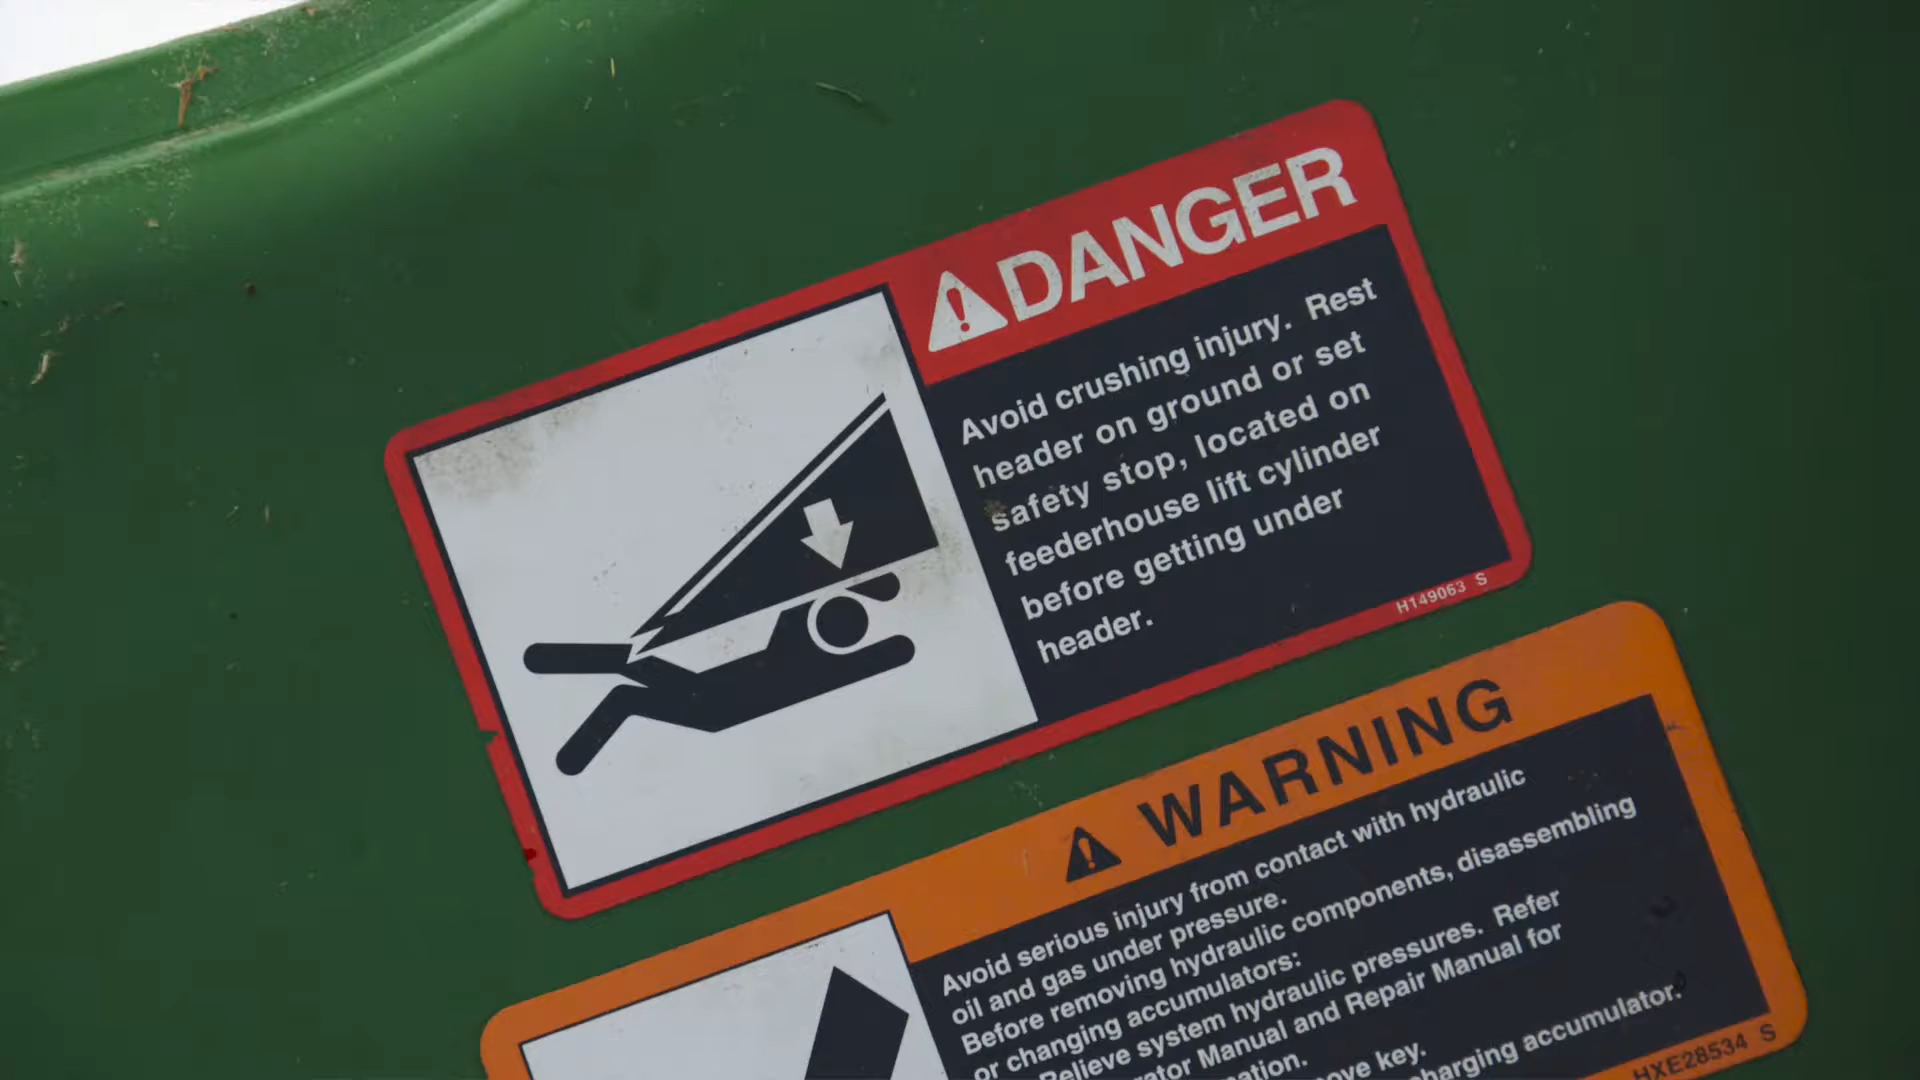 DANGER
Avoid crushing injury. Rest
header on ground or set
safety stop, located on
feederhouse lift cylinder
before getting under
header.
H149063 S
WARNING
Avoid serious injury from contact with hydraulic
oil and gas under pressure.
Before removing hydraulic components, disassembling
or changing accumulators:
Relieve system hydraulic pressures. Refer
Manual and Repair Manual for
key.
charging accumulator.
HXE28534 S